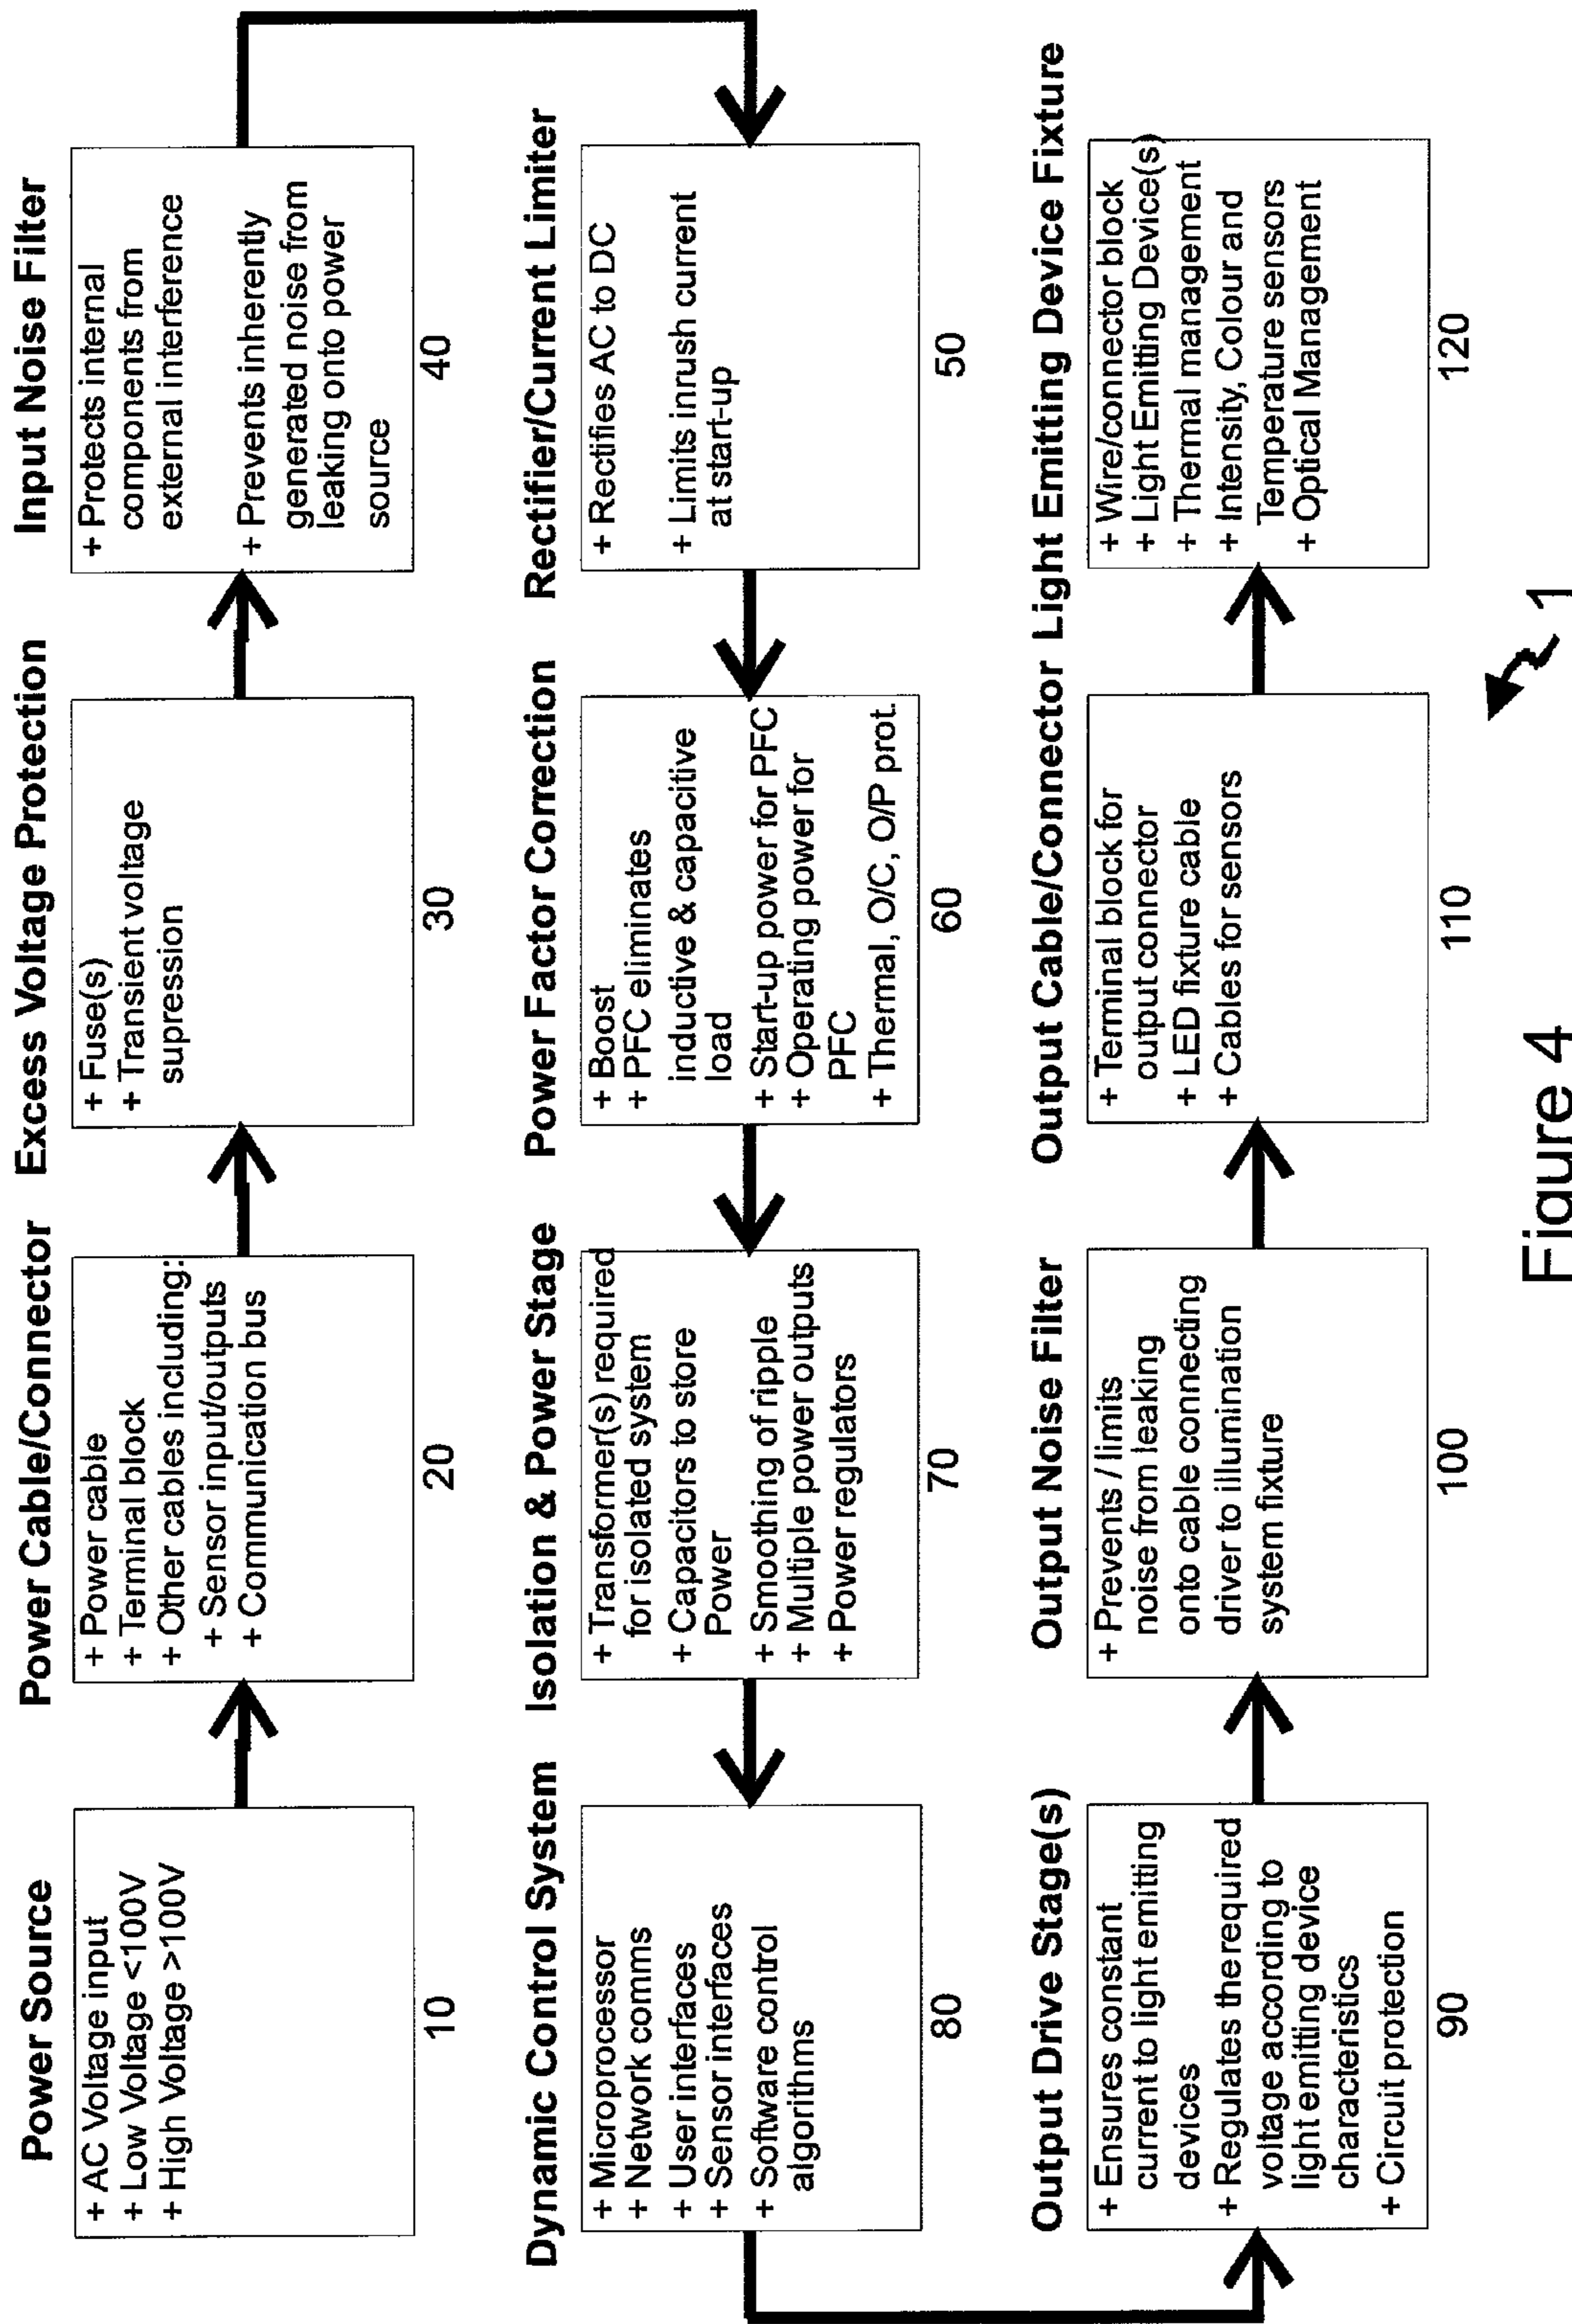 Power Source
+ AC Voltage input
+ Low Voltage <100V
+ High Voltage >100V
10
Power Cable/Connector
+ Power cable
+ Terminal block
+ Other cables including:
+ Sensor input/outputs
+ Communication bus
20
Excess Voltage Protection
+ Fuse(s)
+ Transient voltage
supression
30
Input Noise Filter
+ Protects internal
components from
external interference
+ Prevents inherently
generated noise from
leaking onto power
source
40
Rectifier/Current Limiter
+ Rectifies AC to DC
+ Limits inrush current
at start-up
50
Power Factor Correction
+ Boost
+ PFC eliminates
inductive & capacitive
load
+ Start-up power for PFC
+ Operating power for
PFC
+ Thermal, O/C, O/P prot.
60
Isolation & Power Stage
+ Transformer(s) required
for isolated system
+ Capacitors to store
Power
+ Smoothing of ripple
+ Multiple power outputs
+ Power regulators
70
Dynamic Control System
+ Microprocessor
+ Network comms
+ User interfaces
+ Sensor interfaces
+ Software control
algorithms
80
Output Drive Stage(s)
+ Ensures constant
current to light emitting
devices
+ Regulates the required
voltage according to
light emitting device
characteristics
+ Circuit protection
90
Output Noise Filter
+ Prevents / limits
noise from leaking
onto cable connecting
driver to illumination
system fixture
100
Output Cable/Connector
+ Terminal block for
output connector
+ LED fixture cable
+ Cables for sensors
110
Light Emitting Device Fixture
+ Wire/connector block
+ Light Emitting Device(s)
+ Thermal management
+ Intensity, Colour and
Temperature sensors
+ Optical Management
120
1
Figure 4